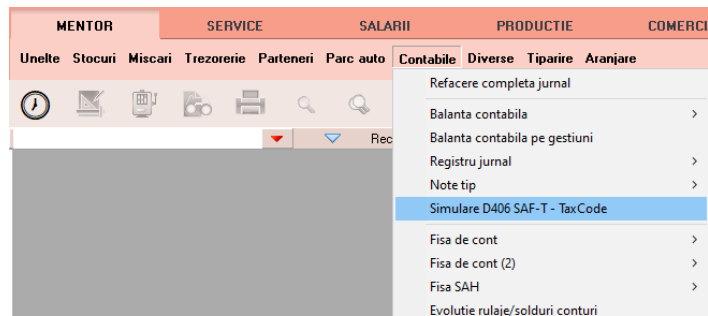 MENTOR SERVICE SALARII PRODUCTIE COMERCI
Unelte Stocuri Miscari Trezorerie Parteneri Parc auto Contabile Diverse Tiparire Aranjare
Rec
Refacere completa jurnal
Balanta contabila
Balanta contabila pe gestiuni
Registru jurnal
Note tip
Simulare D406 SAF-T - TaxCode
Fisa de cont
Fisa de cont (2)
Fisa SAH
Evolutie rulaje/solduri conturi